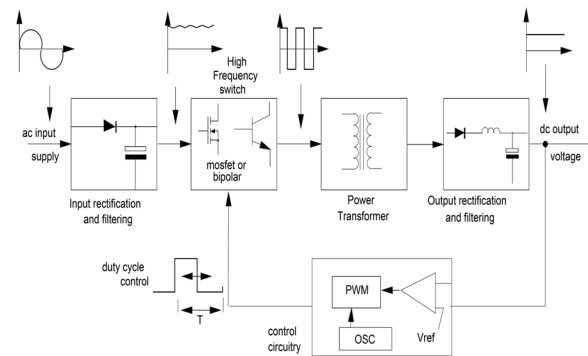 High
Frequency
switch
ac input
supply
mosfet or
bipolar
dc output
voltage
Input rectification
and filtering
Power
Transformer
Output rectification
and filtering
duty cycle
control
T
PWM
OSC
Vref
control
circuitry